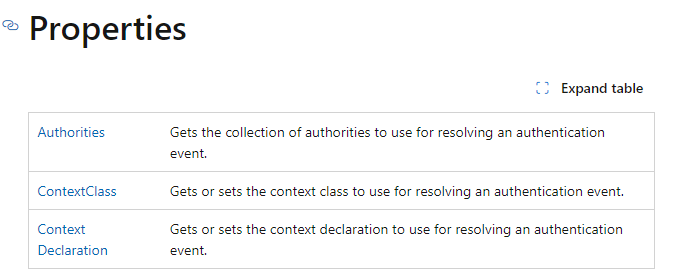 Properties
Expand table
Authorities
Gets the collection of authorities to use for resolving an authentication
event.
ContextClass
Gets or sets the context class to use for resolving an authentication event.
Context
Declaration
Gets or sets the context declaration to use for resolving an authentication
event.